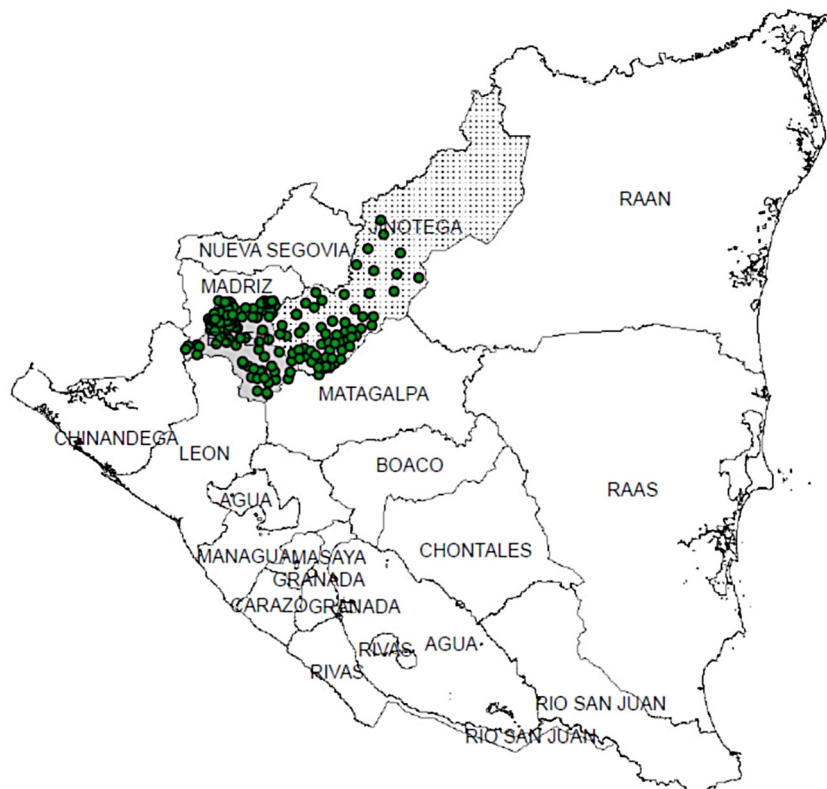 RAAN
JINOTEGA
NUEVA SEGOVIA
MADRIZ
MATAGALPA
CHINANDEGA
LEON
BOACO
RAAS
AGUA
CHONTALES
MANAGUA
MASAYA
GRANADA
CARAZO
GRANADA
RIVAS
AGUA
RIVAS
RIO SAN JUAN
RIO SAN JUAN